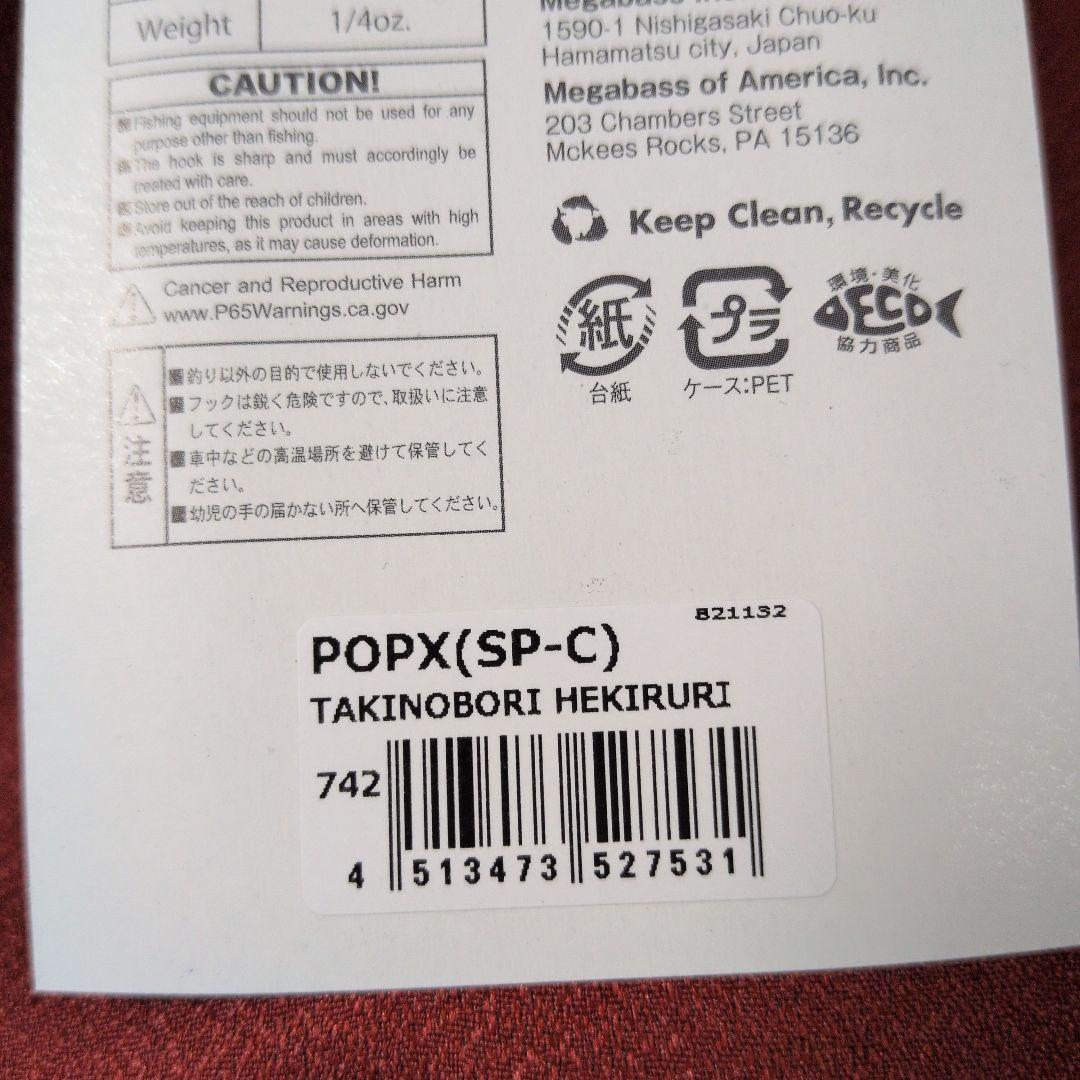 Weight 1/4oz.
CAUTION!
Fishing equipment should not be used for any
purpose other than fishing.
The hook is sharp and must accordingly be
treated with care.
Store out of the reach of children.
Avoid keeping this product in areas with high
temperatures, as it may cause deformation.
Cancer and Reproductive Harm
www.P65Warnings.ca.gov
注意
釣り以外の目的で使用しないでください。
フックは鋭く危険ですので、取扱いに注意
してください。
車中などの高温場所を避けて保管してく
ださい。
幼児の手の届かない所へ保管してください。
Megabass
1590-1 Nishigasaki Chuo-ku
Hamamatsu city, Japan
Megabass of America, Inc.
203 Chambers Street
Mckees Rocks, PA 15136
Keep Clean, Recycle
紙
台紙
プラ
ケース:PET
環境・美化
ECO
協力商品
821132
POPX(SP-C)
TAKINOBORI HEKIRURI
742
4 513473 527531